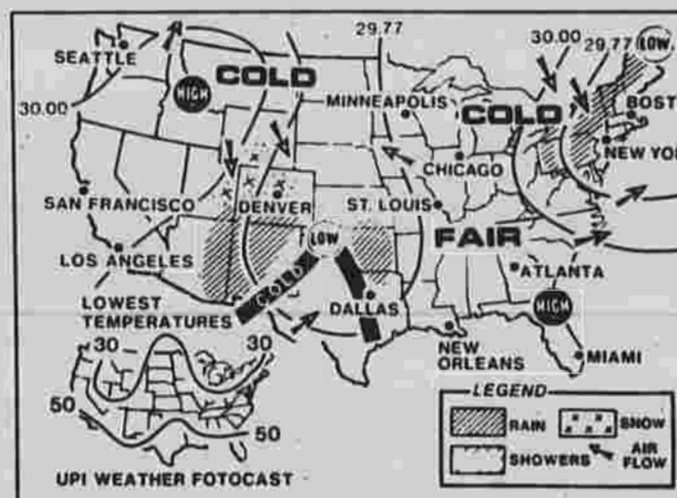 29.77
30.00
29.77
LOW
SEATTLE
COLD
HIGH
30.00
MINNEAPOLIS
COLD
BOST
NEW YOR
CHICAGO
SAN FRANCISCO
DENVER
ST. LOUIS
LOW
FAIR
LOS ANGELES
COLD
ATLANTA
LOWEST
TEMPERATURES
DALLAS
HIGH
30
30
NEW
ORLEANS
MIAMI
50
50
LEGEND
RAIN
SNOW
SHOWERS
AIR
FLOW
UPI WEATHER FOTOCAST